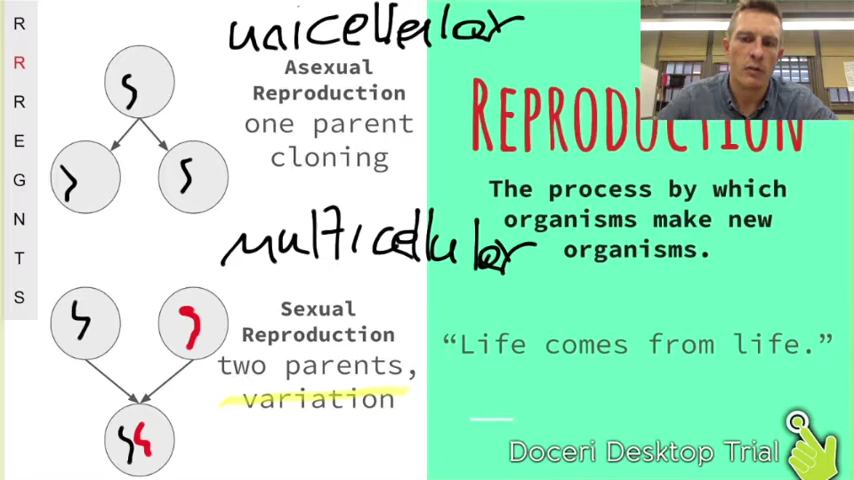 R
R
R
E
G
N
T
S
unicellular
Asexual
Reproduction
one parent
cloning
multicellular
Sexual
Reproduction
two parents,
variation
REPRODUCTION
The process by which
organisms make new
organisms.
“Life comes from life.”
Doceri Desktop Trial